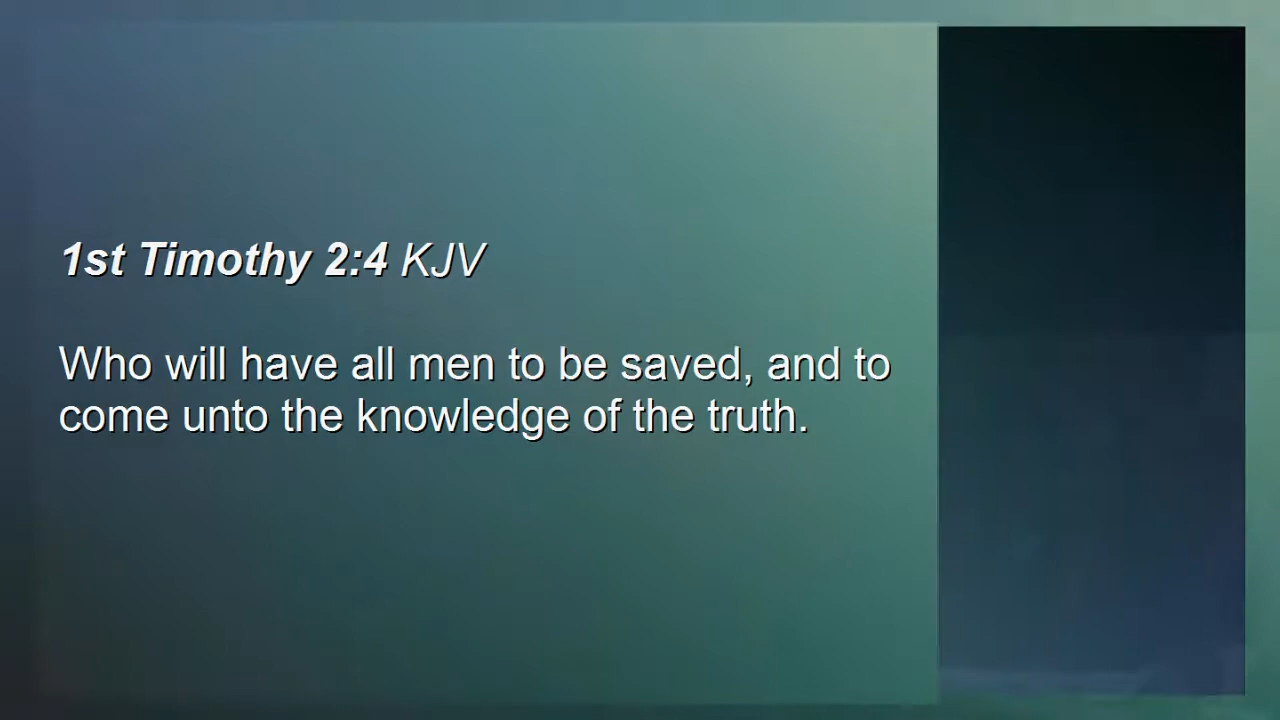 1st Timothy 2:4 KJV
Who will have all men to be saved, and to
come unto the knowledge of the truth.